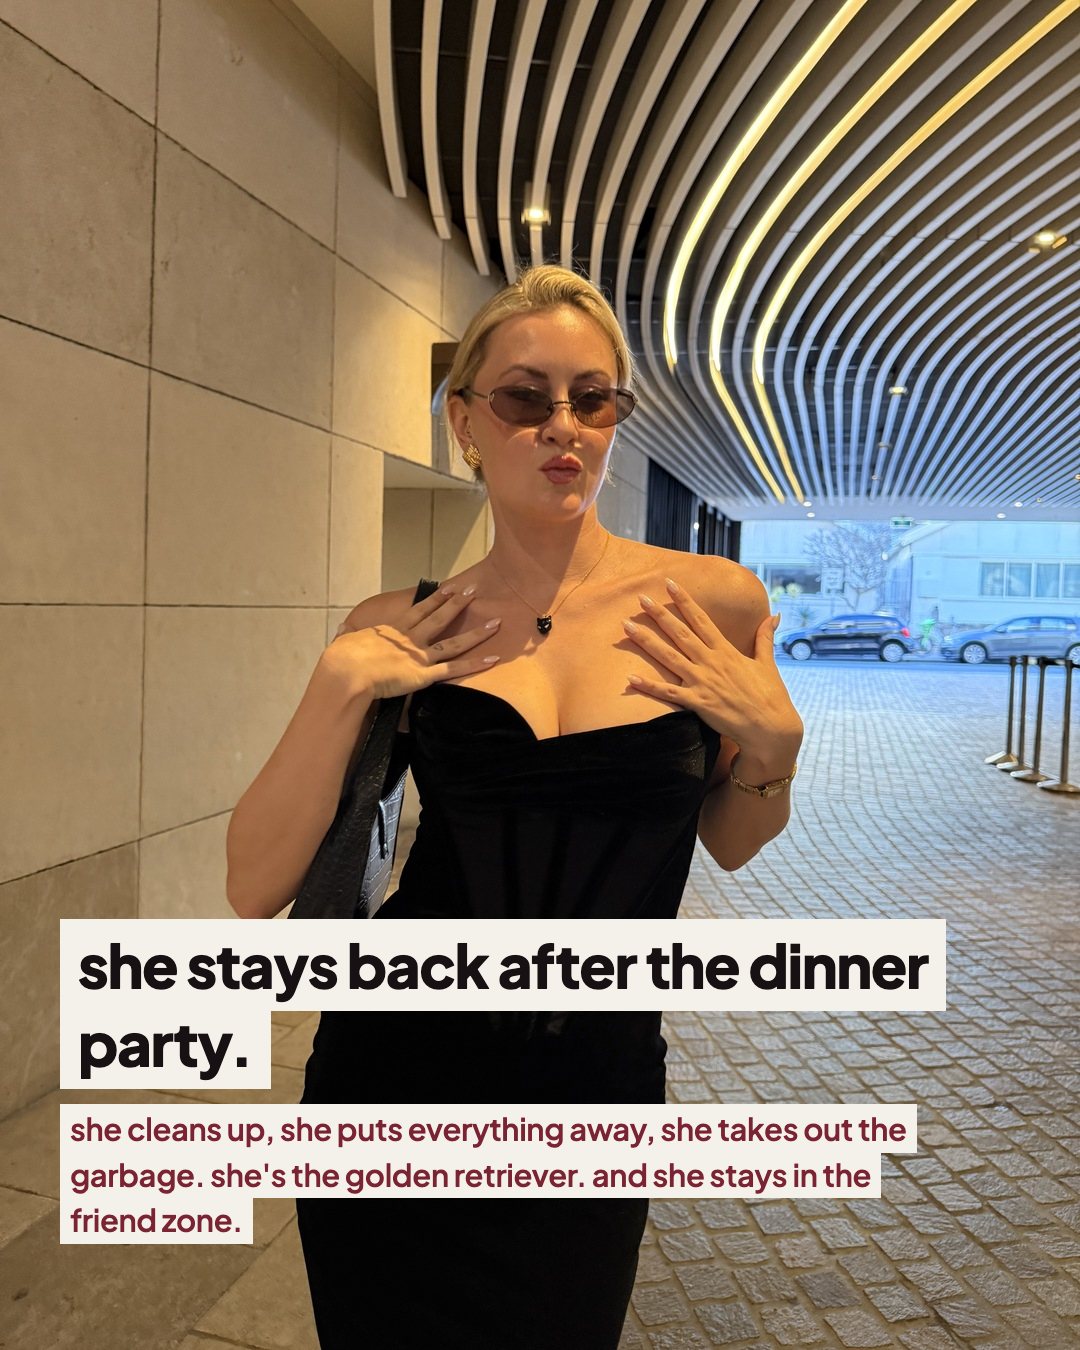 she stays back after the dinner
party.
she cleans up, she puts everything away, she takes out the
garbage. she's the golden retriever. and she stays in the
friend zone.